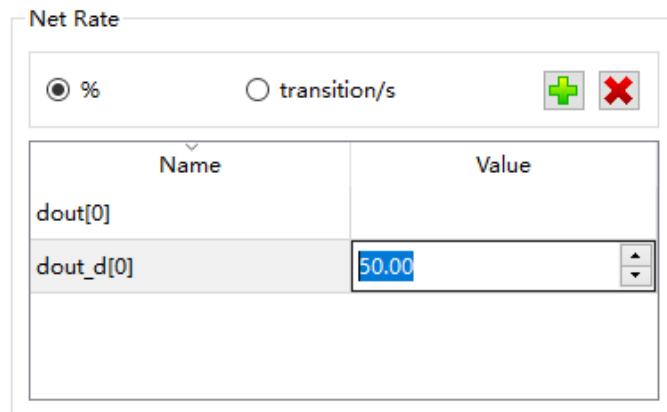 Net Rate
% transition/s
Name Value
dout[0]
dout_d[0] 50.00